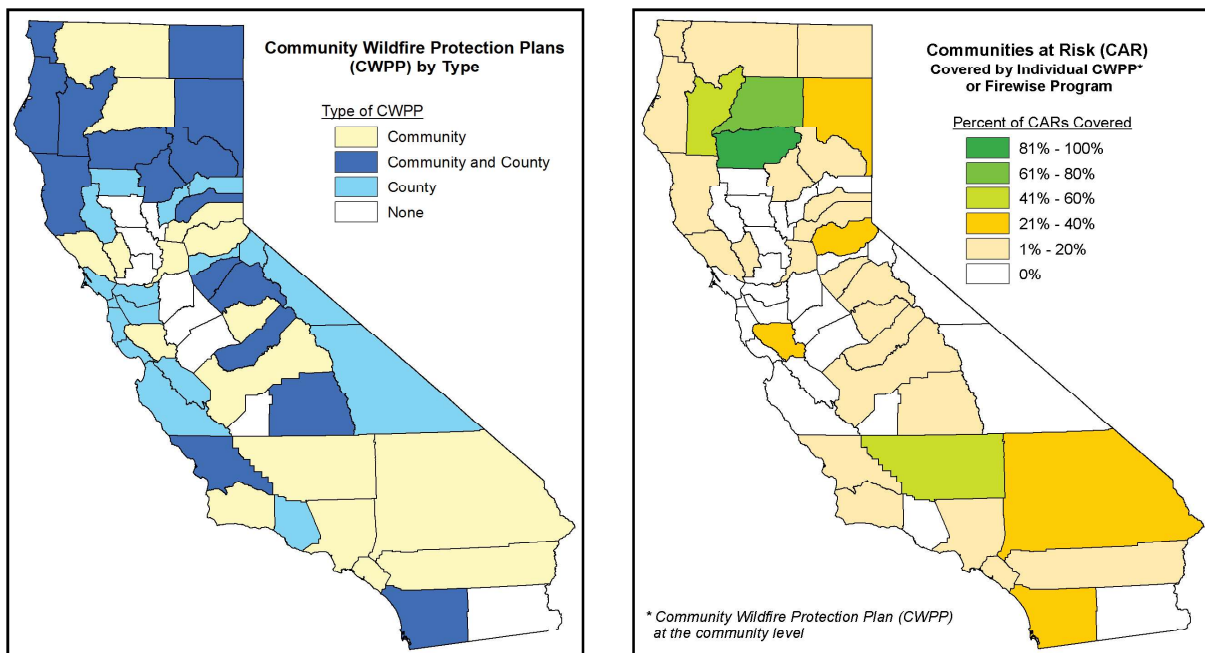 Community Wildfire Protection Plans
(CWPP) by Type
Type of CWPP
Community
Community and County
County
None
Communities at Risk (CAR)
Covered by Individual CWPP*
or Firewise Program
Percent of CARs Covered
81% - 100%
61% - 80%
41% - 60%
21% - 40%
1% - 20%
0%
* Community Wildfire Protection Plan (CWPP)
at the community level